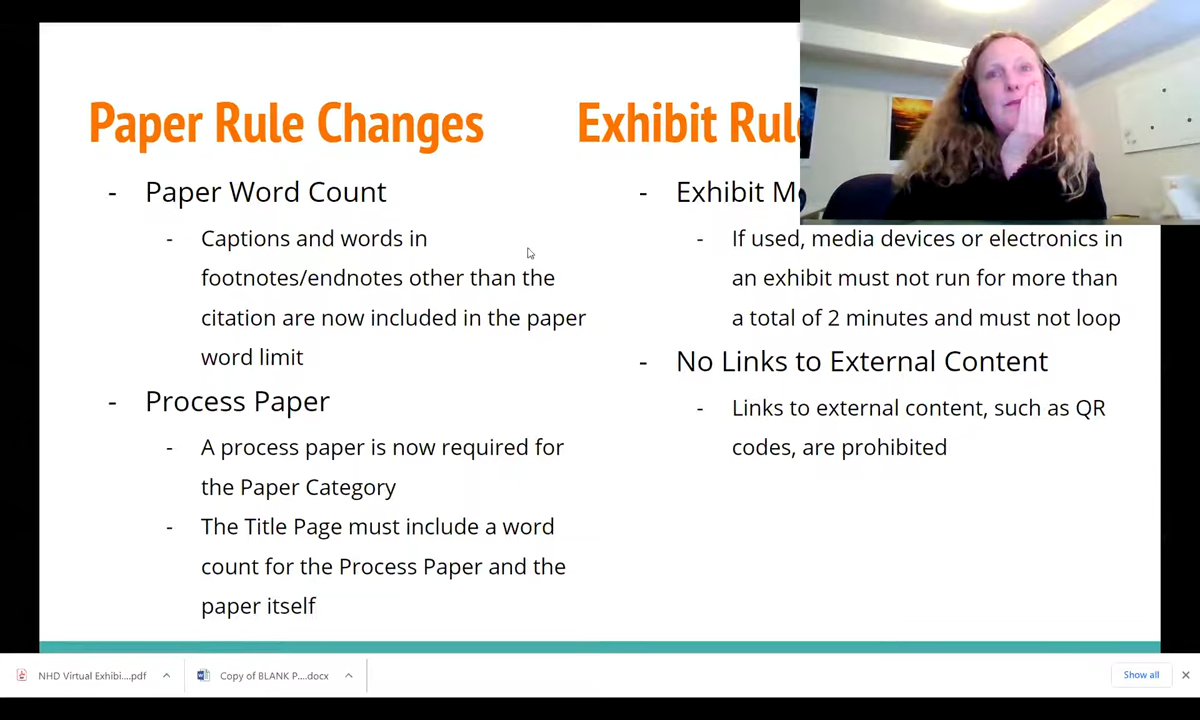 Paper Rule Changes
- Paper Word Count
- Captions and words in
footnotes/endnotes other than the
citation are now included in the paper
word limit
- Process Paper
- A process paper is now required for
the Paper Category
- The Title Page must include a word
count for the Process Paper and the
paper itself
Exhibit
- Exhibit
- If used, media devices or electronics in
an exhibit must not run for more than
a total of 2 minutes and must not loop
- No Links to External Content
- Links to external content, such as QR
codes, are prohibited
NHD Virtual Exhibi....pdf
Copy of BLANK P....docx
Show all